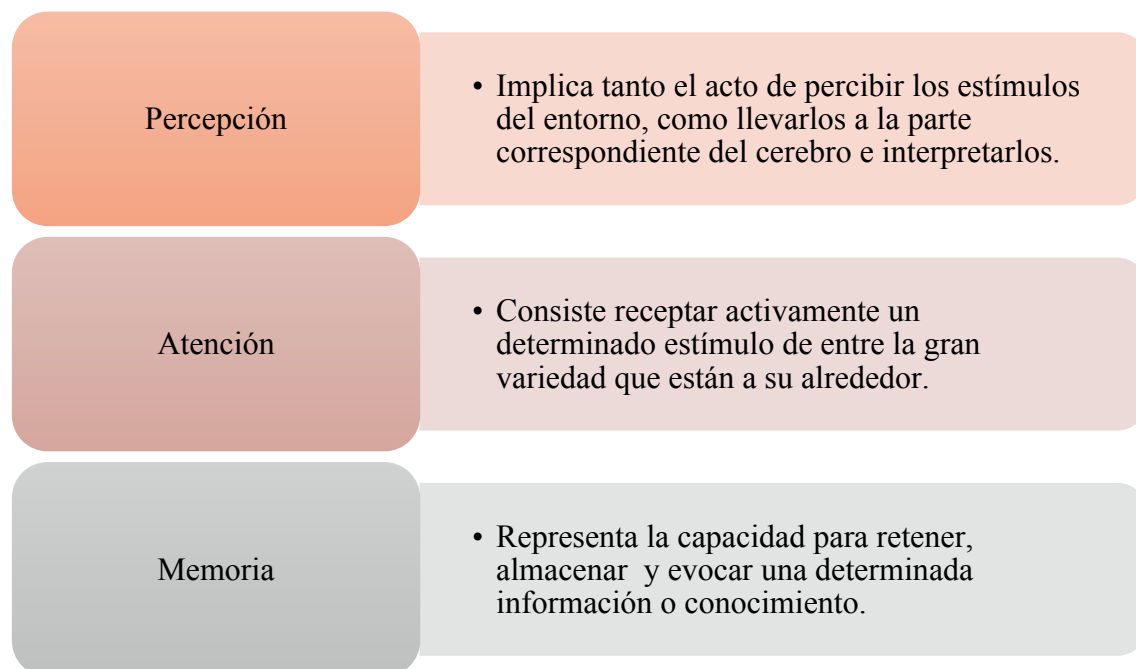 Percepción
• Implica tanto el acto de percibir los estímulos
del entorno, como llevarlos a la parte
correspondiente del cerebro e interpretarlos.
Atención
• Consiste receptar activamente un
determinado estímulo de entre la gran
variedad que están a su alrededor.
Memoria
• Representa la capacidad para retener,
almacenar y evocar una determinada
información o conocimiento.